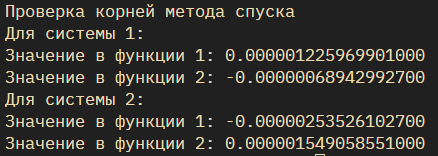 Проверка корней метода спуска
Для системы 1:
Значение в функции 1: 0.000001225969901000
Значение в функции 2: -0.00000068942992700
Для системы 2:
Значение в функции 1: -0.00000253526102700
Значение в функции 2: 0.000001549058551000